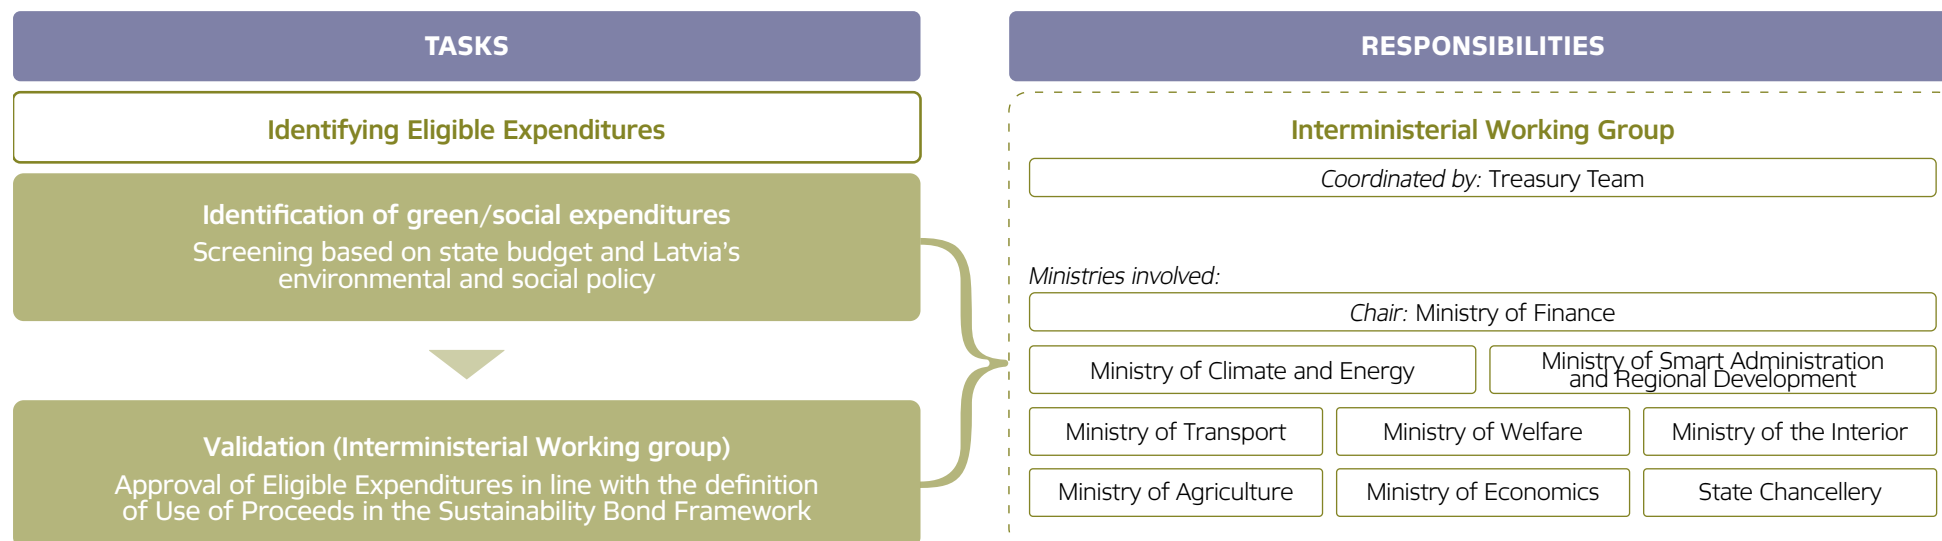 TASKS
Identifying Eligible Expenditures
Identification of green/social expenditures
Screening based on state budget and Latvia's
environmental and social policy
Validation (Interministerial Working group)
Approval of Eligible Expenditures in line with the definition
of Use of Proceeds in the Sustainability Bond Framework
RESPONSIBILITIES
Interministerial Working Group
Coordinated by: Treasury Team
Ministries involved:
Chair: Ministry of Finance
Ministry of Climate and Energy
Ministry of Smart Administration
and Regional Development
Ministry of Transport
Ministry of Welfare
Ministry of the Interior
Ministry of Agriculture
Ministry of Economics
State Chancellery